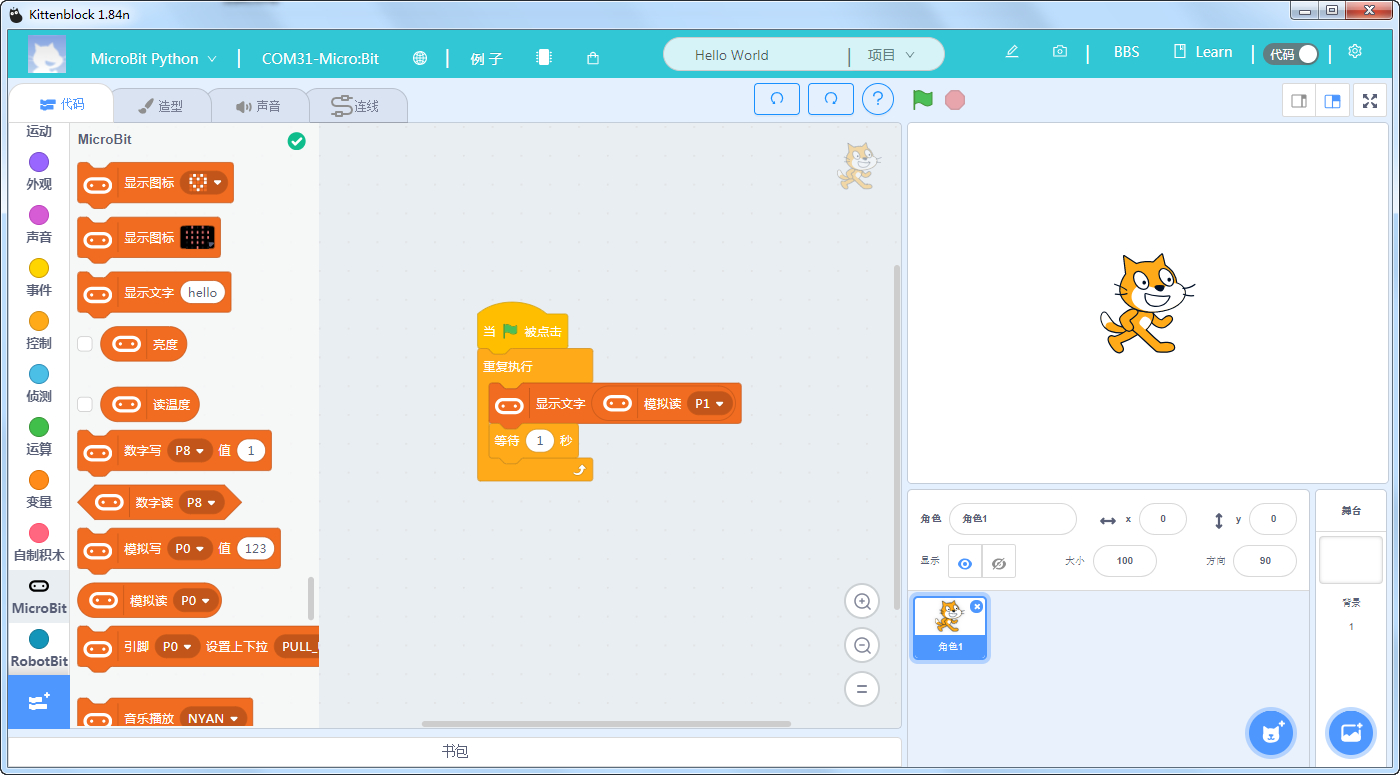 Kittenblock 1.84n
MicroBit Python
COM31-Micro:Bit
例子
Hello World
项目
BBS
Learn
代码
代码
造型
声音
连线
运动
外观
声音
事件
控制
侦测
运算
变量
自制积木
MicroBit
RobotBit
MicroBit
显示图标
显示图标
显示文字 hello
亮度
读温度
数字写 P8 值 1
数字读 P8
模拟写 P0 值 123
模拟读 P0
引脚 P0 设置上下拉 PULL_
音乐播放 NYAN
当 被点击
重复执行
显示文字 模拟读 P1
等待 1 秒
书包
角色 角色1 x 0 y 0
显示 大小 100 方向 90
角色1
舞台
背景
1